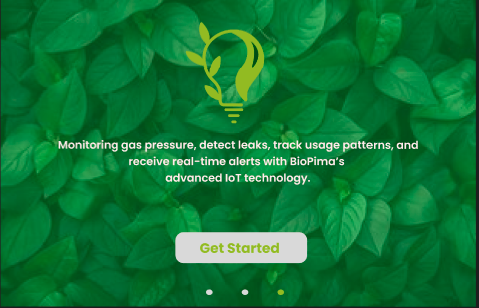 Monitoring gas pressure, detect leaks, track usage patterns, and
receive real-time alerts with BioPima's
advanced IoT technology.
Get Started